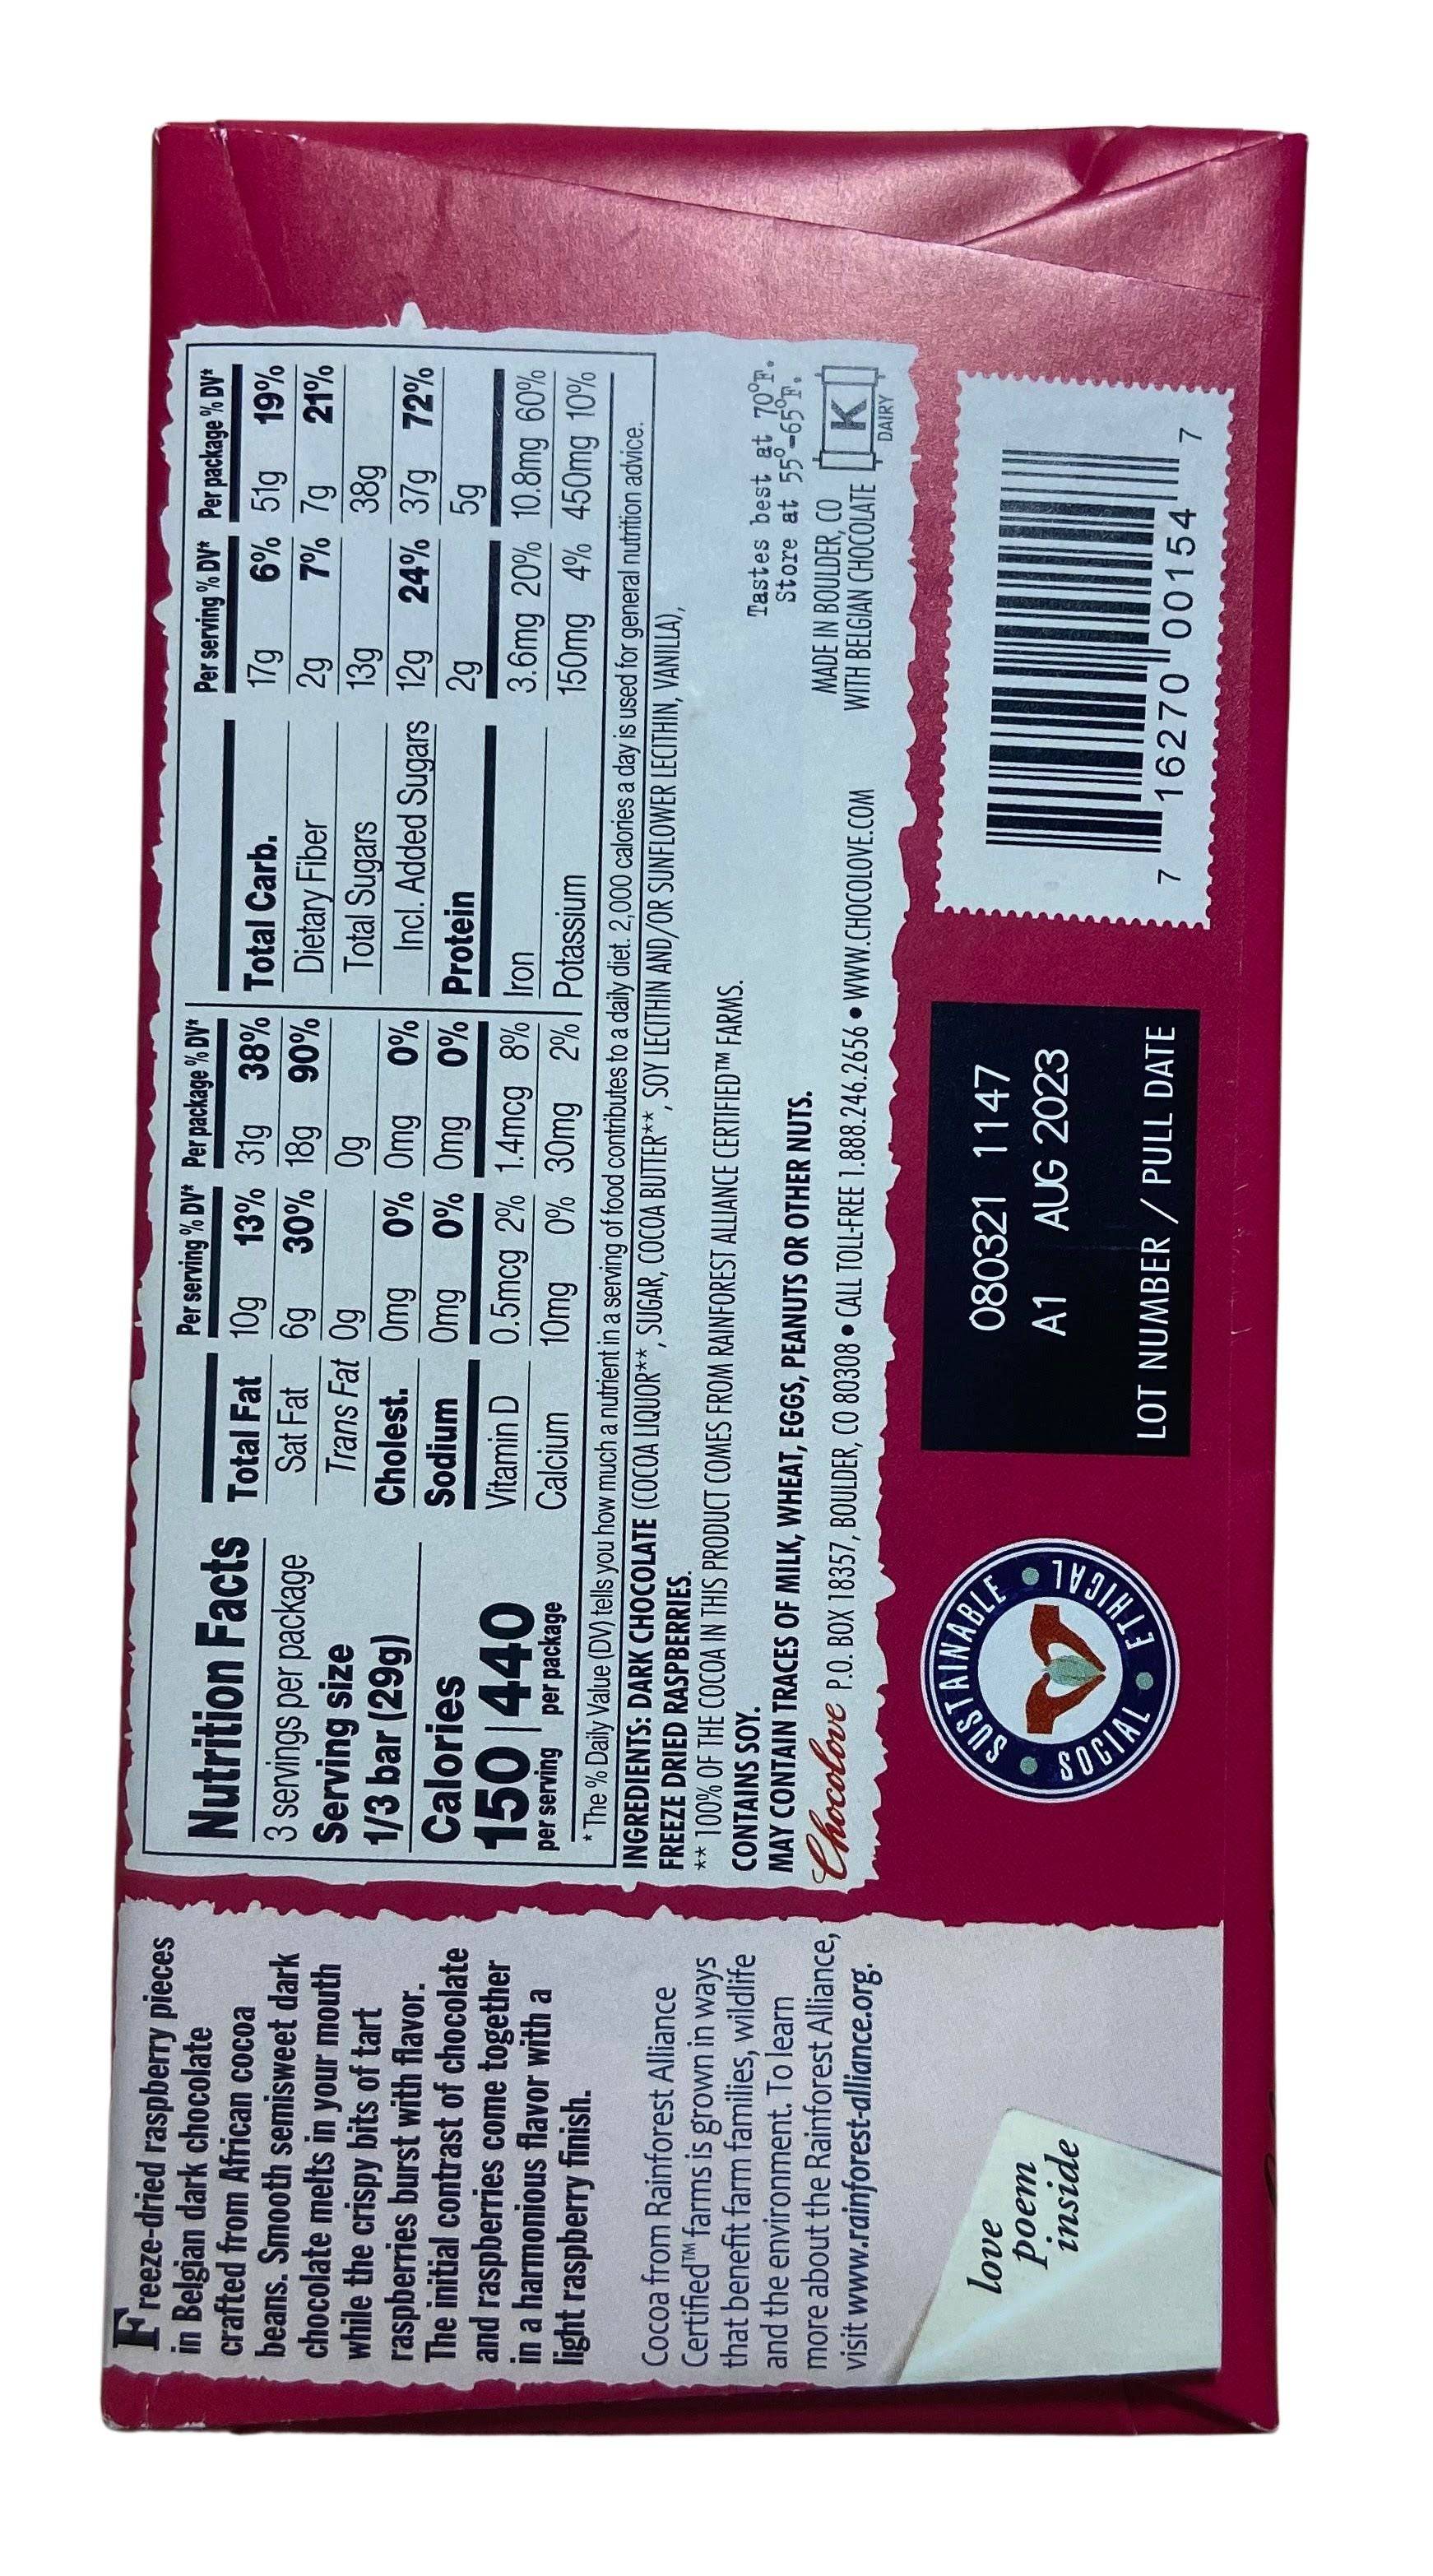 Freeze-dried raspberry pieces
in Belgian dark chocolate
crafted from African cocoa
beans. Smooth semisweet dark
chocolate melts in your mouth
while the crispy bits of tart
raspberries burst with flavor.
The initial contrast of chocolate
and raspberries come together
in a harmonious flavor with a
light raspberry finish.
Cocoa from Rainforest Alliance
Certified™ farms is grown in ways
that benefit farm families, wildlife
and the environment. To learn
more about the Rainforest Alliance,
visit www.rainforest-alliance.org.
love
poem
inside
Nutrition Facts
3 servings per package
Serving size
1/3 bar (29g)
Calories
150 | 440
per serving per package
Per serving % DV* Per package % DV*
Total Fat 10g 13% 31g 38%
Sat Fat 6g 30% 18g 90%
Trans Fat 0g 0g
Cholest. 0mg 0% 0mg 0%
Sodium 0mg 0% 0mg 0%
Vitamin D 0.5mcg 2% 1.4mcg 8%
Calcium 10mg 0% 30mg 2%
Per serving % DV* Per package % DV*
Total Carb. 17g 6% 51g 19%
Dietary Fiber 2g 7% 7g 21%
Total Sugars 13g 38g
Incl. Added Sugars 12g 24% 37g 72%
Protein 2g 5g
Iron 3.6mg 20% 10.8mg 60%
Potassium 150mg 4% 450mg 10%
* The % Daily Value (DV) tells you how much a nutrient in a serving of food contributes to a daily diet. 2,000 calories a day is used for general nutrition advice.
INGREDIENTS: DARK CHOCOLATE (COCOA LIQUOR**, SUGAR, COCOA BUTTER**, SOY LECITHIN AND/OR SUNFLOWER LECITHIN, VANILLA),
FREEZE DRIED RASPBERRIES.
** 100% OF THE COCOA IN THIS PRODUCT COMES FROM RAINFOREST ALLIANCE CERTIFIED™ FARMS.
CONTAINS SOY.
MAY CONTAIN TRACES OF MILK, WHEAT, EGGS, PEANUTS OR OTHER NUTS.
Chocolove P.O. BOX 18357, BOULDER, CO 80308 • CALL TOLL-FREE 1.888.246.2656 • WWW.CHOCOLOVE.COM
Tastes best at 70°F.
Store at 55°-65°F.
MADE IN BOULDER, CO
WITH BELGIAN CHOCOLATE
K
DAIRY
SUSTAINABLE • ETHICAL • SOCIAL •
080321 1147
A1 AUG 2023
LOT NUMBER / PULL DATE
7 16270 00154 7